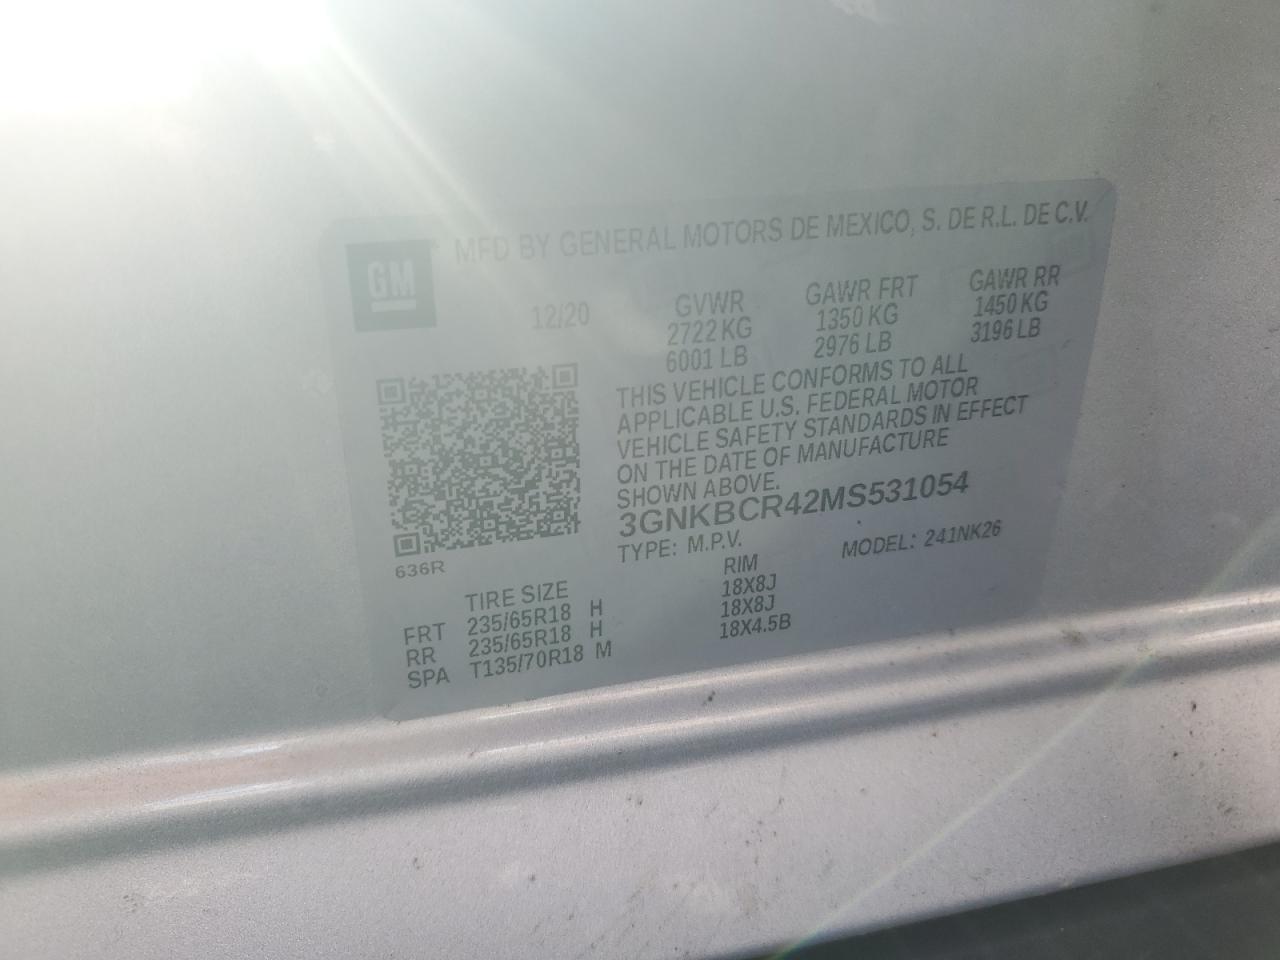 GM
MFD BY GENERAL MOTORS DE MEXICO, S. DE R.L. DE C.V.
12/20 GVWR GAWR FRT GAWR RR
2722 KG 1350 KG 1450 KG
6001 LB 2976 LB 3196 LB
THIS VEHICLE CONFORMS TO ALL
APPLICABLE U.S. FEDERAL MOTOR
VEHICLE SAFETY STANDARDS IN EFFECT
ON THE DATE OF MANUFACTURE
SHOWN ABOVE.
3GNKBCR42MS531054
TYPE: M.P.V. MODEL: 241NK26
636R
TIRE SIZE RIM
FRT 235/65R18 H 18X8J
RR 235/65R18 H 18X8J
SPA T135/70R18 M 18X4.5B